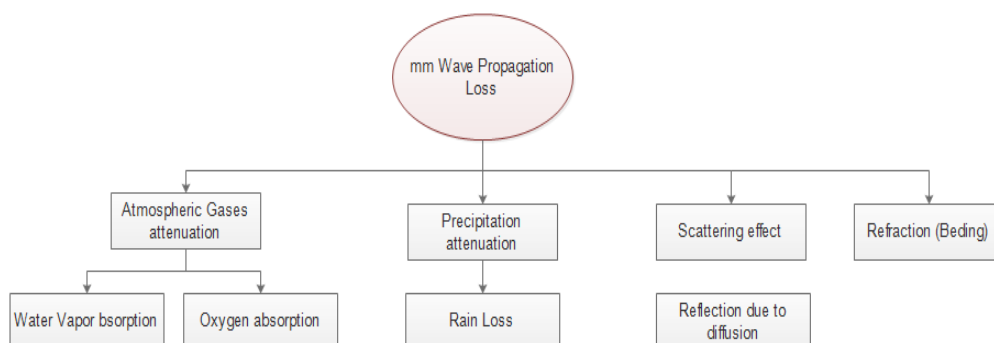 mm Wave Propagation
Loss
Atmospheric Gases
attenuation
Precipitation
attenuation
Scattering effect
Refraction (Beding)
Water Vapor bsorption
Oxygen absorption
Rain Loss
Reflection due to
diffusion